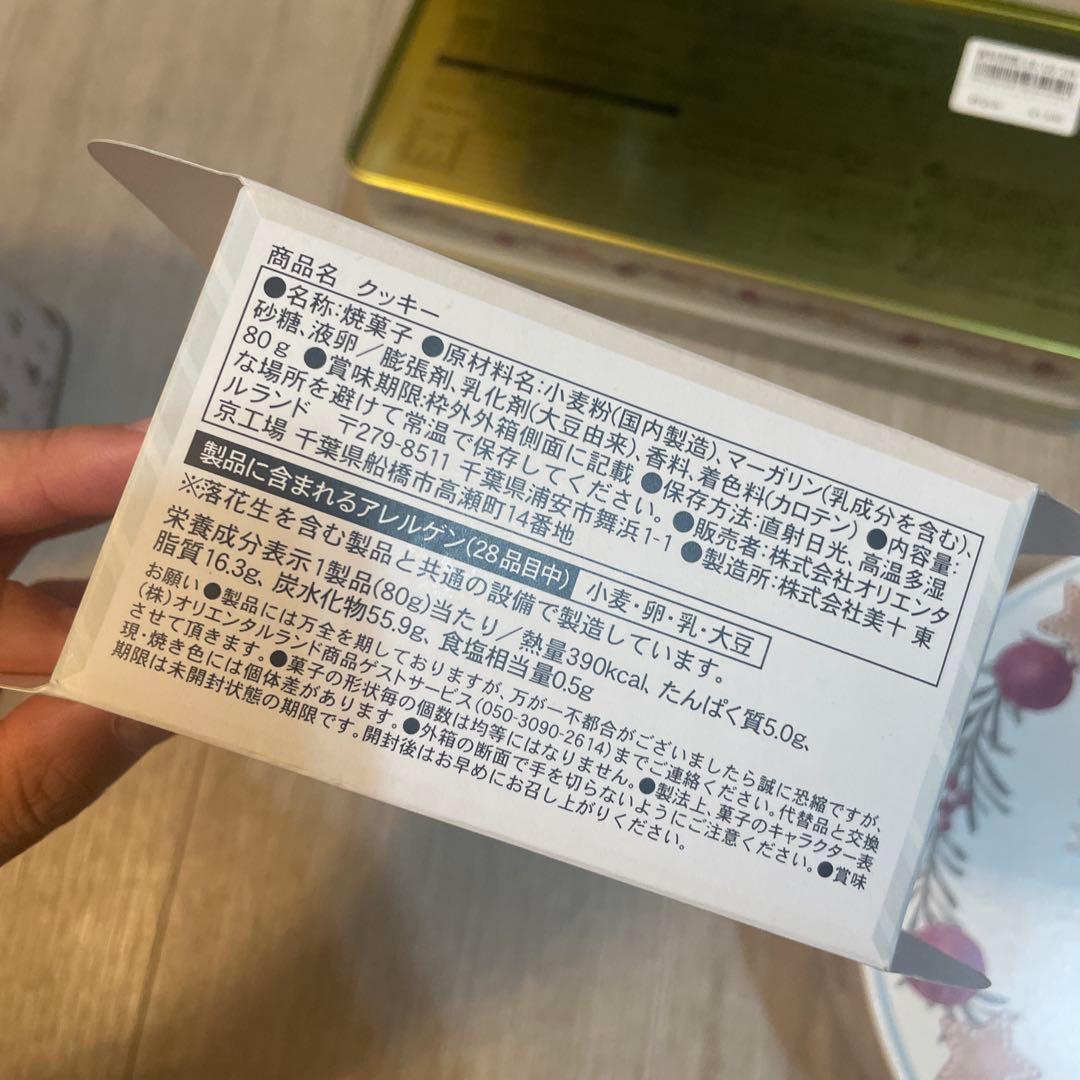 商品名　クッキー
●名称:焼菓子 ●原材料名:小麦粉(国内製造)、マーガリン(乳成分を含む)、
砂糖、液卵／膨張剤、乳化剤(大豆由来)、香料、着色料(カロテン) ●内容量:
80g ●賞味期限:枠外外箱側面に記載 ●保存方法:直射日光、高温多湿
な場所を避けて常温で保存してください。 ●販売者:株式会社オリエンタ
ルランド　〒279-8511 千葉県浦安市舞浜1-1 ●製造所:株式会社美十 東
京工場 千葉県船橋市高瀬町14番地
製品に含まれるアレルゲン(28品目中) 小麦・卵・乳・大豆
※落花生を含む製品と共通の設備で製造しています。
栄養成分表示1製品(80g)当たり／熱量390kcal、たんぱく質5.0g、
脂質16.3g、炭水化物55.9g、食塩相当量0.5g
お願い ●製品には万全を期しておりますが、万が一不都合がございましたら誠に恐縮ですが、
(株)オリエンタルランド商品ゲストサービス(050-3090-2614)までご連絡ください。代替品と交換
させて頂きます。 ●菓子の形状毎の個数は均等にはなりません。 ●製法上、菓子のキャラクター表
現・焼き色には個体差があります。 ●外箱の断面で手を切らないようにご注意ください。 ●賞味
期限は未開封状態の期限です。開封後はお早めにお召し上がりください。